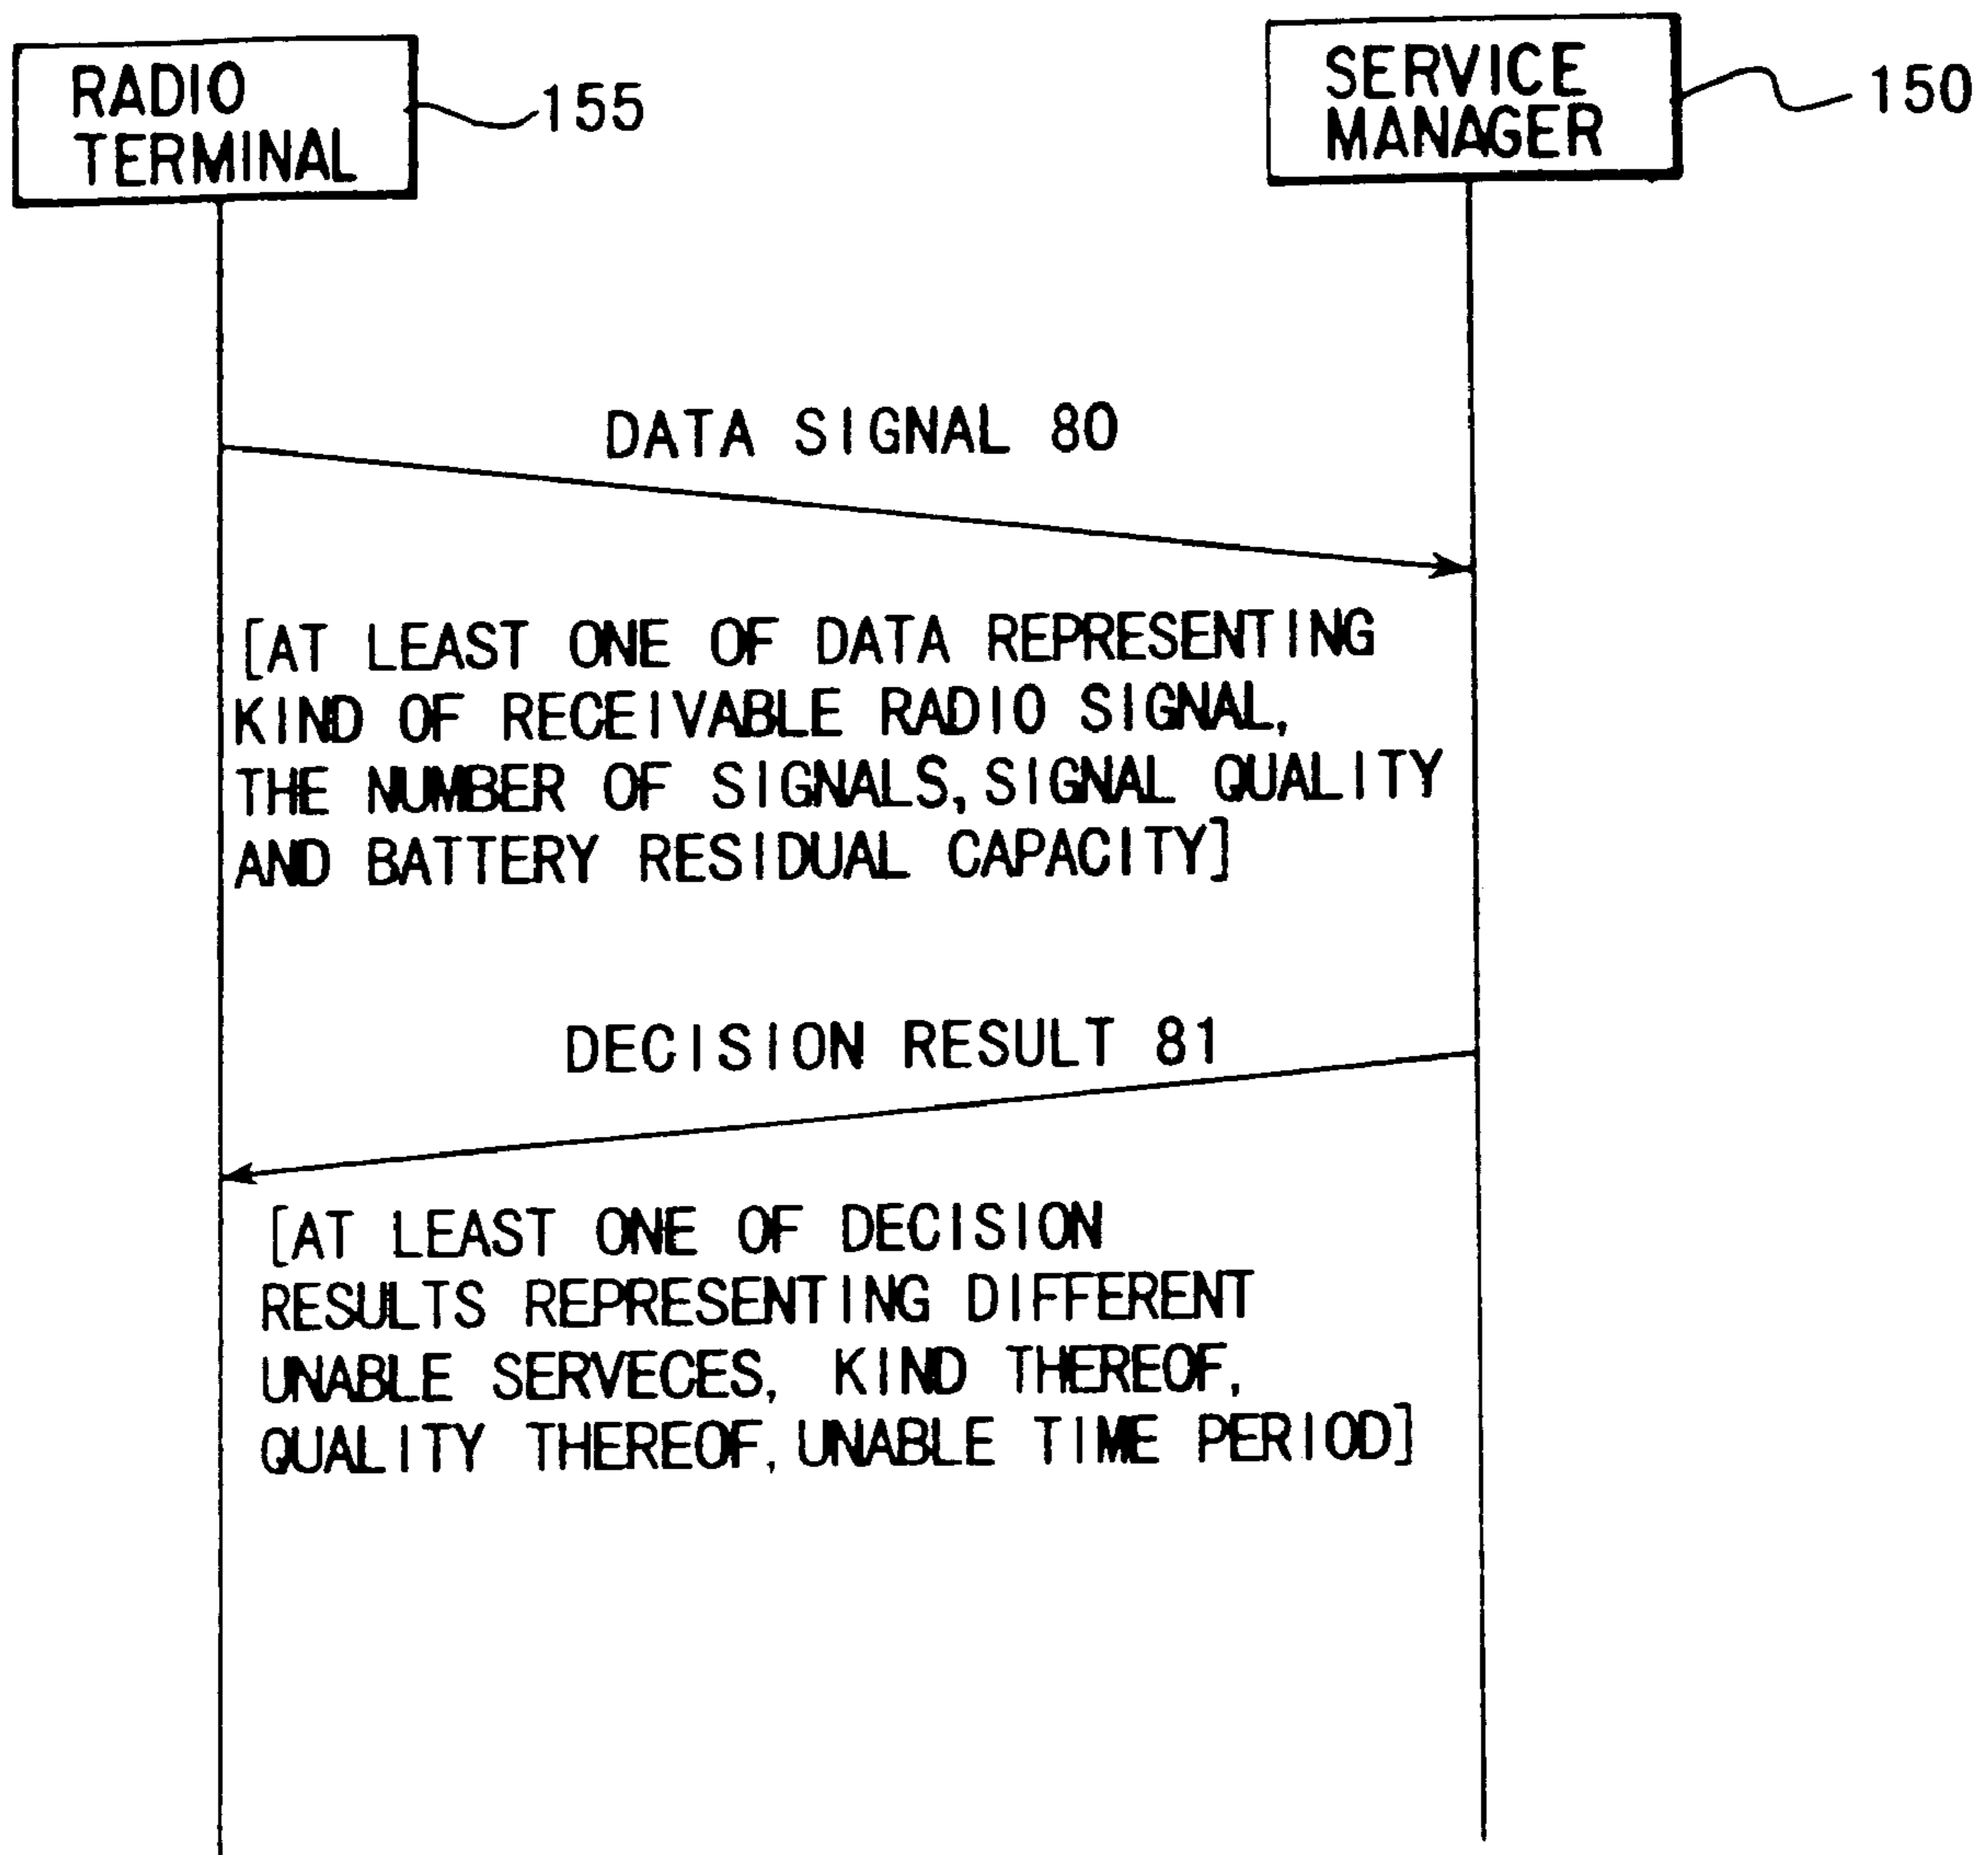 RADIO
TERMINAL
155
SERVICE
MANAGER
150
DATA SIGNAL 80
[AT LEAST ONE OF DATA REPRESENTING
KIND OF RECEIVABLE RADIO SIGNAL,
THE NUMBER OF SIGNALS, SIGNAL QUALITY
AND BATTERY RESIDUAL CAPACITY]
DECISION RESULT 81
[AT LEAST ONE OF DECISION
RESULTS REPRESENTING DIFFERENT
UNABLE SERVECES, KIND THEREOF,
QUALITY THEREOF, UNABLE TIME PERIOD]